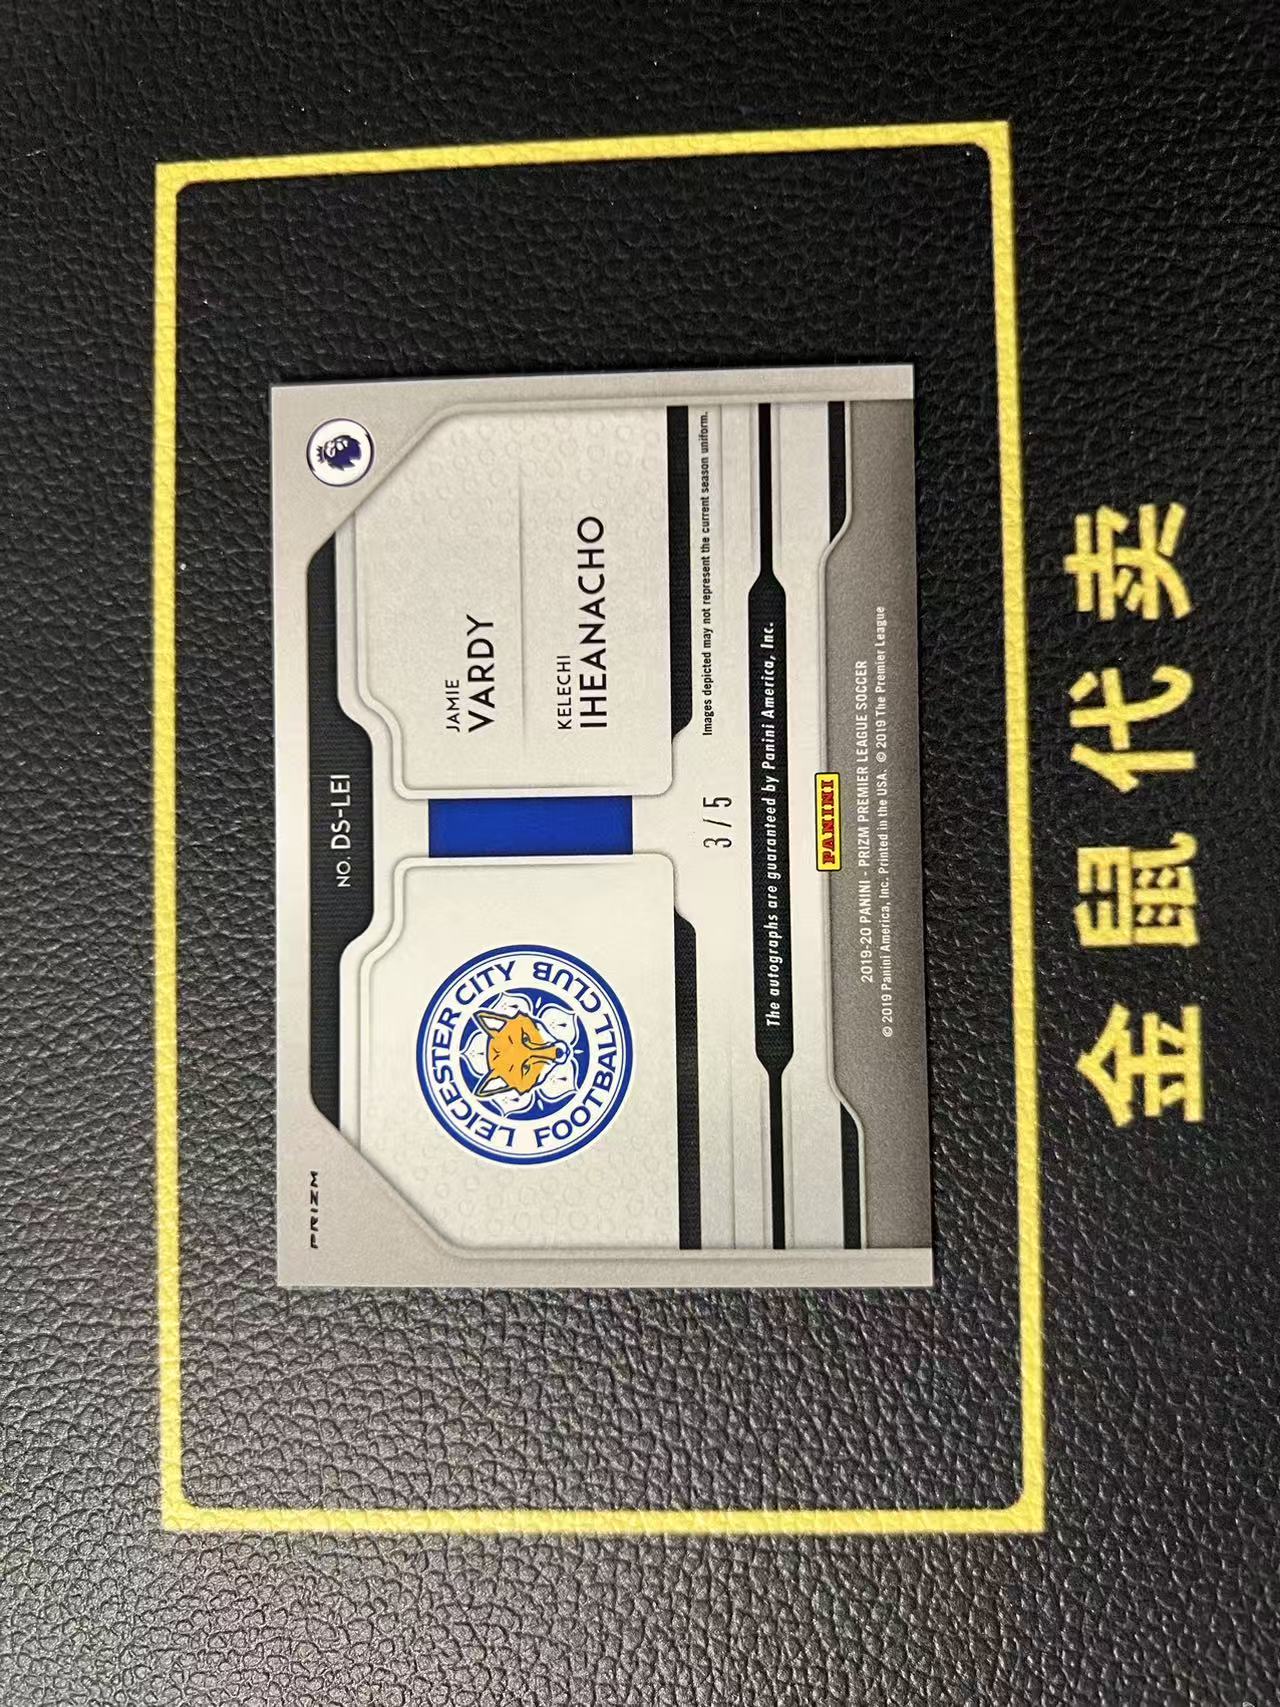 PRIZM
NO. DS-LEI
LEICESTER CITY
FOOTBALL CLUB
JAMIE
VARDY
KELECHI
IHEANACHO
Images depicted may not represent the current season uniform.
3/5
The autographs are guaranteed by Panini America, Inc.
PANINI
2019-20 PANINI - PRIZM PREMIER LEAGUE SOCCER
© 2019 Panini America, Inc. Printed in the USA. © 2019 The Premier League
金鼠代卖